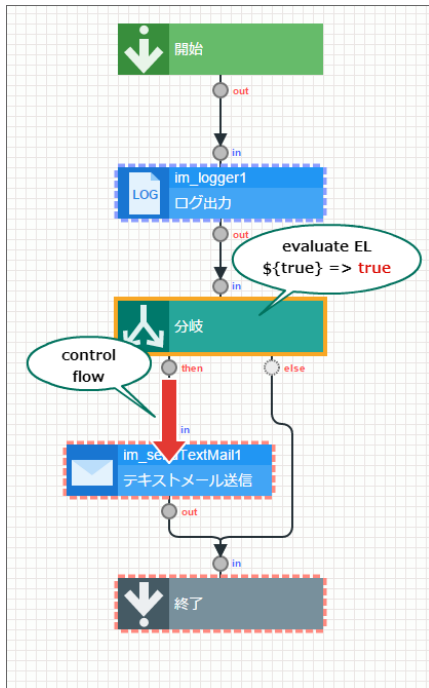 開始
out
in
im_logger1
LOG
ログ出力
out
evaluate EL
${true} => true
in
分岐
control
flow
then
else
in
im_sendTextMail1
テキストメール送信
out
in
終了